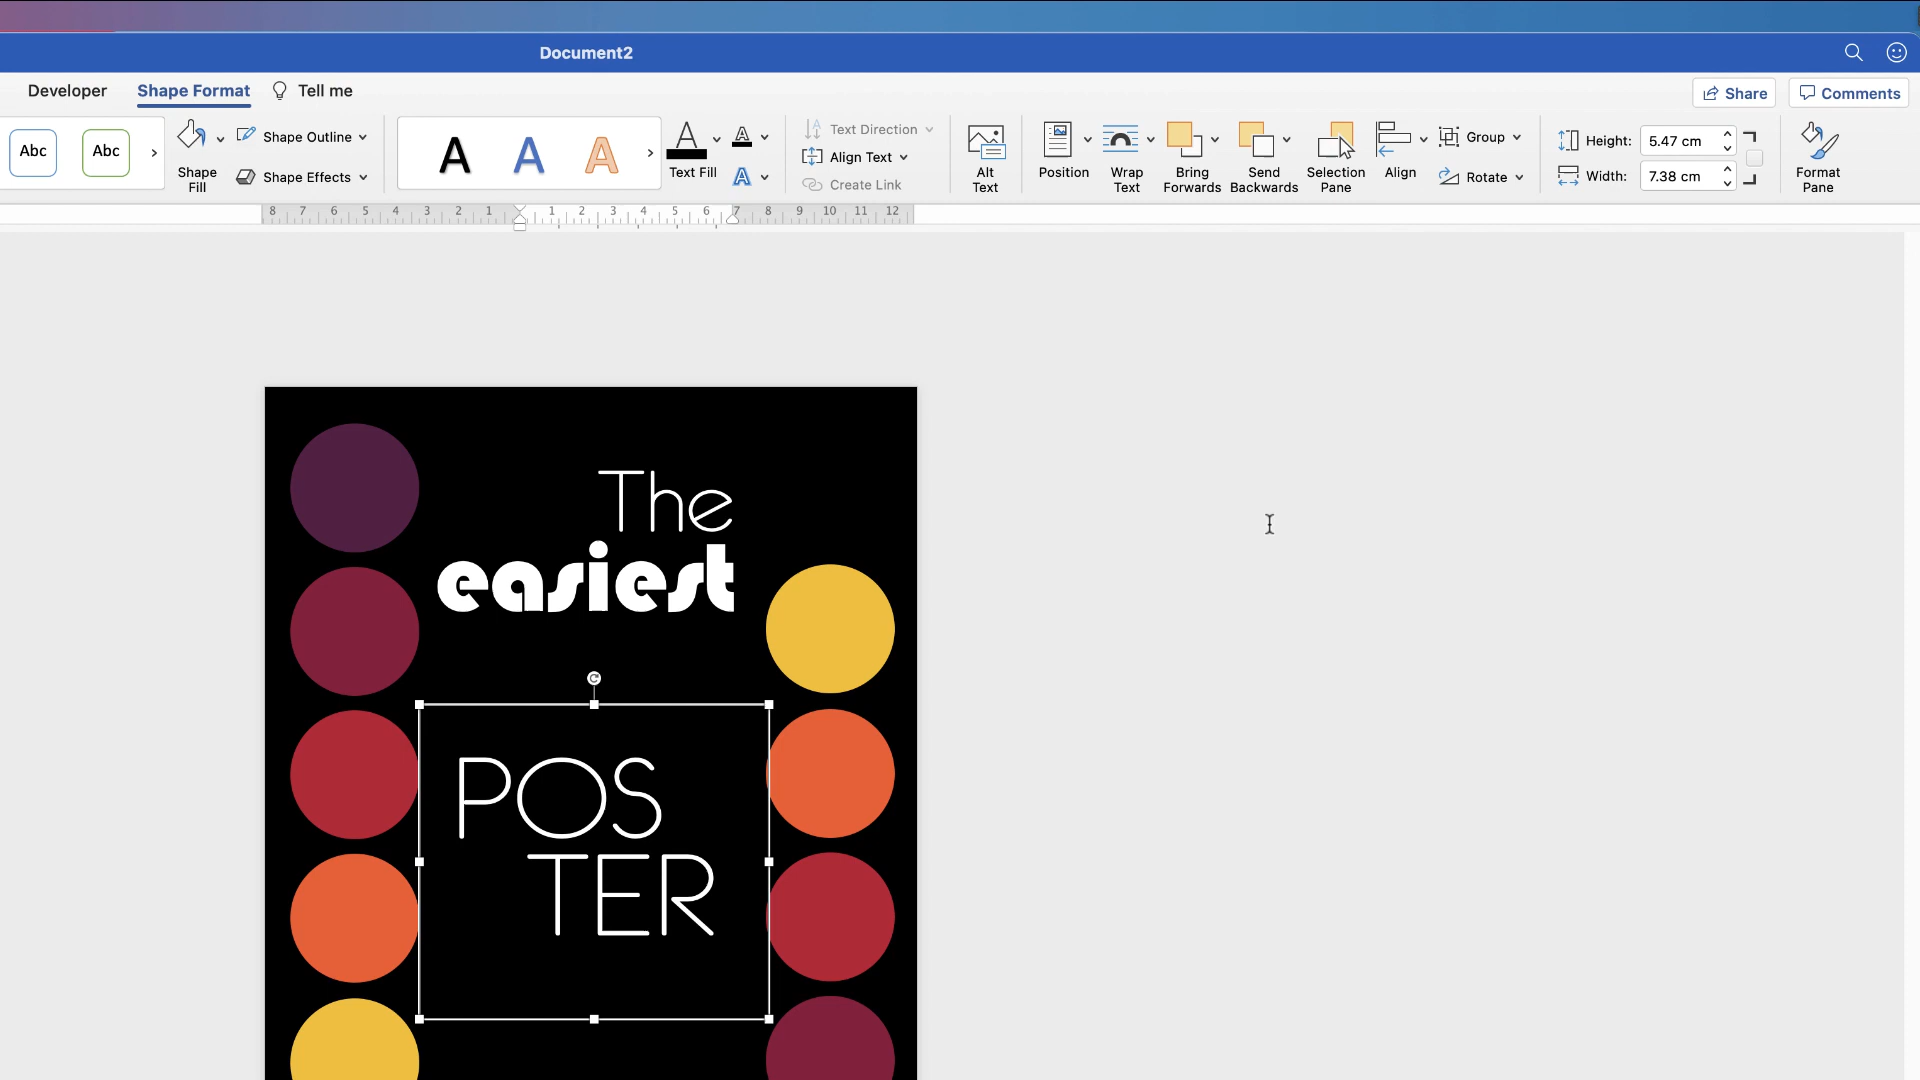 Document2
Developer Shape Format Tell me Share Comments
Abc Abc Shape Fill Shape Outline Shape Effects
A A A Text Fill A A A
Text Direction
Align Text
Create Link
Alt Text
Position
Wrap Text
Bring Forwards
Send Backwards
Selection Pane
Align
Group
Rotate
Height: 5.47 cm
Width: 7.38 cm
Format Pane
8 7 6 5 4 3 2 1 1 2 3 4 5 6 7 8 9 10 11 12
The
easiest
POS
TER